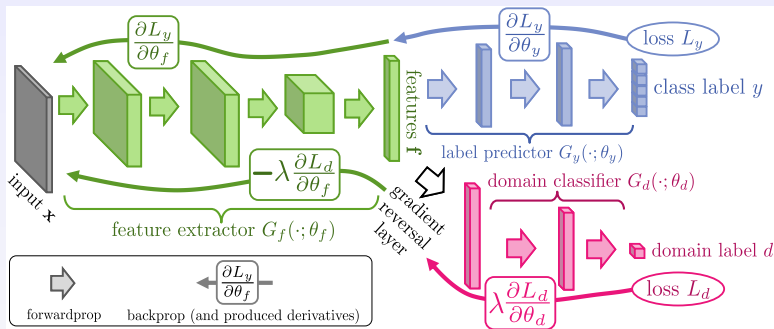 ∂L_y/∂θ_f
∂L_y/∂θ_y
loss L_y
features f
class label y
label predictor G_y(·; θ_y)
−λ ∂L_d/∂θ_f
input x
gradient
reversal
layer
feature extractor G_f(·; θ_f)
domain classifier G_d(·; θ_d)
domain label d
λ ∂L_d/∂θ_d
loss L_d
∂L_y/∂θ_f
forwardprop
backprop (and produced derivatives)